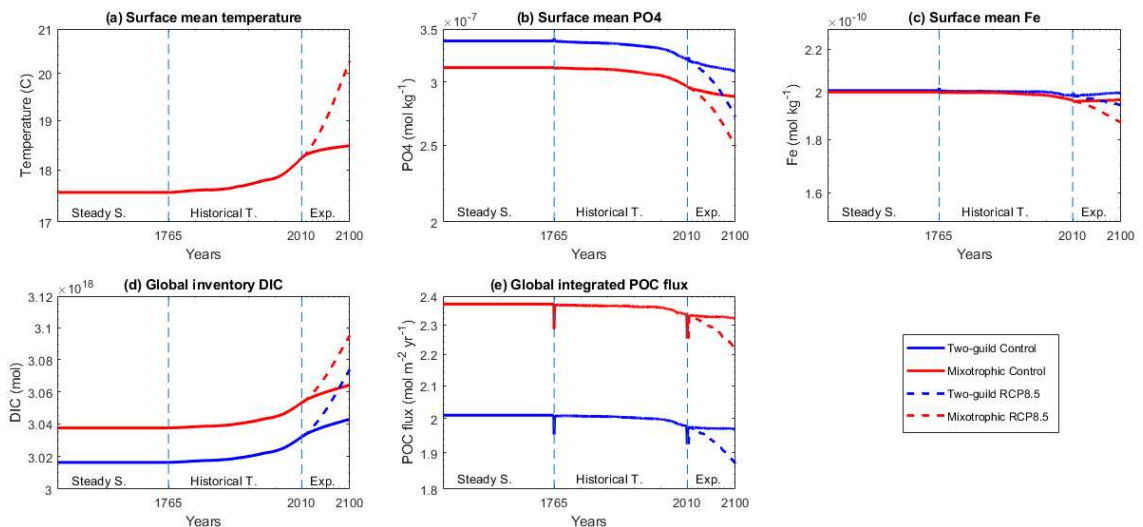 (a) Surface mean temperature
21
20
19
18
17
Temperature (C)
Steady S.
Historical T.
Exp.
1765
2010
2100
Years
(b) Surface mean PO4
×10^-7
3.5
3
2.5
2
PO4 (mol kg^-1)
Steady S.
Historical T.
Exp.
1765
2010
2100
Years
(c) Surface mean Fe
×10^-10
2.2
2
1.8
1.6
Fe (mol kg^-1)
Steady S.
Historical T.
Exp.
1765
2010
2100
Years
(d) Global inventory DIC
×10^18
3.12
3.1
3.08
3.06
3.04
3.02
3
DIC (mol)
Steady S.
Historical T.
Exp.
1765
2010
2100
Years
(e) Global integrated POC flux
2.4
2.3
2.2
2.1
2
1.9
1.8
POC flux (mol m^-2 yr^-1)
Steady S.
Historical T.
Exp.
1765
2010
2100
Years
Two-guild Control
Mixotrophic Control
Two-guild RCP8.5
Mixotrophic RCP8.5